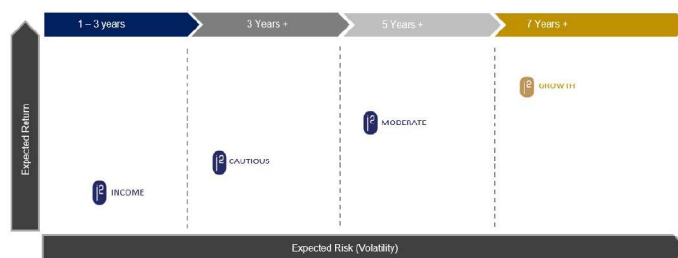 1 – 3 years
3 Years +
5 Years +
7 Years +
Expected Return
GROWTH
MODERATE
CAUTIOUS
INCOME
Expected Risk (Volatility)